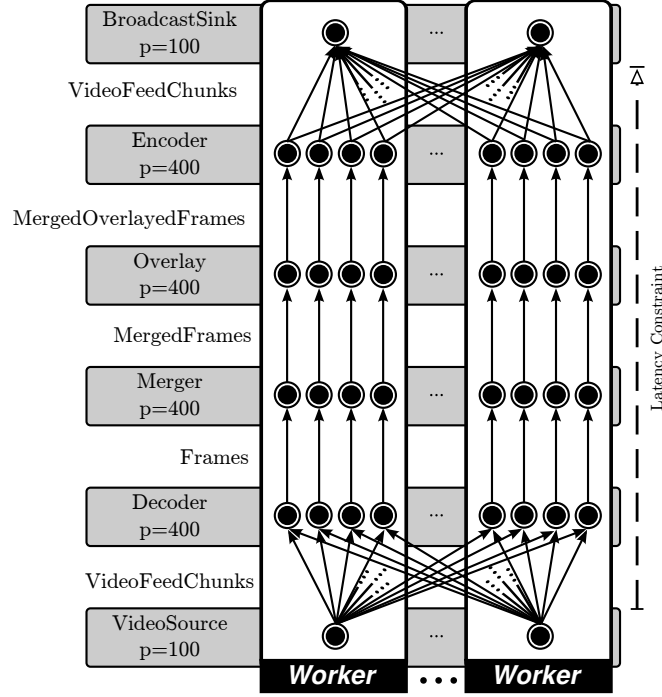 BroadcastSink
p=100
...
VideoFeedChunks
Encoder
p=400
...
MergedOverlayedFrames
Overlay
p=400
...
MergedFrames
Latency Constraint
Merger
p=400
...
Frames
Decoder
p=400
...
VideoFeedChunks
VideoSource
p=100
...
Worker
...
Worker